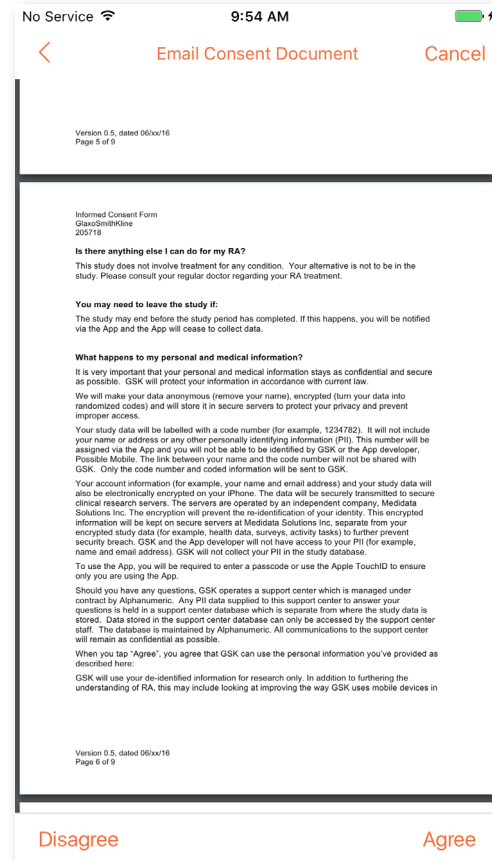 No Service 9:54 AM
Email Consent Document Cancel
Version 0.5, dated 06/xx/16
Page 5 of 9
Informed Consent Form
GlaxoSmithKline
205718
Is there anything else I can do for my RA?
This study does not involve treatment for any condition. Your alternative is not to be in the
study. Please consult your regular doctor regarding your RA treatment.
You may need to leave the study if:
The study may end before the study period has completed. If this happens, you will be notified
via the App and the App will cease to collect data.
What happens to my personal and medical information?
It is very important that your personal and medical information stays as confidential and secure
as possible. GSK will protect your information in accordance with current law.
We will make your data anonymous (remove your name), encrypted (turn your data into
randomized codes) and will store it in secure servers to protect your privacy and prevent
improper access.
Your study data will be labelled with a code number (for example, 1234782). It will not include
your name or address or any other personally identifying information (PII). This number will be
assigned via the App and you will not be able to be identified by GSK or the App developer,
Possible Mobile. The link between your name and the code number will not be shared with
GSK. Only the code number and coded information will be sent to GSK.
Your account information (for example, your name and email address) and your study data will
also be electronically encrypted on your iPhone. The data will be securely transmitted to secure
clinical research servers. The servers are operated by an independent company, Medidata
Solutions Inc. The encryption will prevent the re-identification of your identity. This encrypted
information will be kept on secure servers at Medidata Solutions Inc, separate from your
encrypted study data (for example, health data, surveys, activity tasks) to further prevent
security breach. GSK and the App developer will not have access to your PII (for example,
name and email address). GSK will not collect your PII in the study database.
To use the App, you will be required to enter a passcode or use the Apple TouchID to ensure
only you are using the App.
Should you have any questions, GSK operates a support center which is managed under
contract by Alphanumeric. Any PII data supplied to this support center to answer your
questions is held in a support center database which is separate from where the study data is
stored. Data stored in the support center database can only be accessed by the support center
staff. The database is maintained by Alphanumeric. All communications to the support center
will remain as confidential as possible.
When you tap “Agree”, you agree that GSK can use the personal information you’ve provided as
described here:
GSK will use your de-identified information for research only. In addition to furthering the
understanding of RA, this may include looking at improving the way GSK uses mobile devices in
Version 0.5, dated 06/xx/16
Page 6 of 9
Disagree Agree